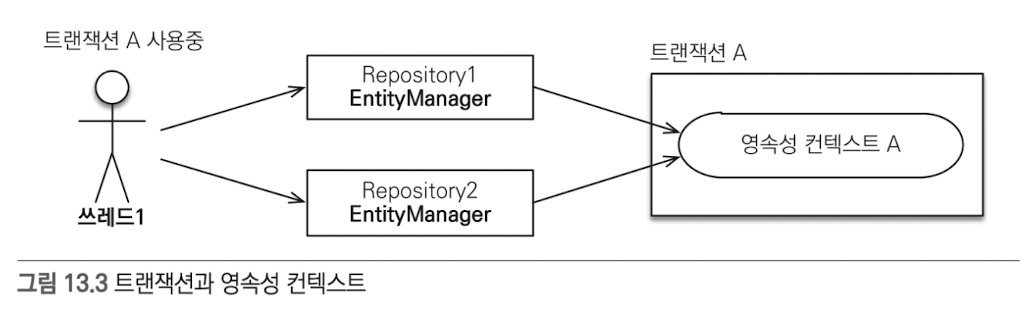 트랜잭션 A 사용중
쓰레드1
Repository1
EntityManager
Repository2
EntityManager
트랜잭션 A
영속성 컨텍스트 A
그림 13.3 트랜잭션과 영속성 컨텍스트